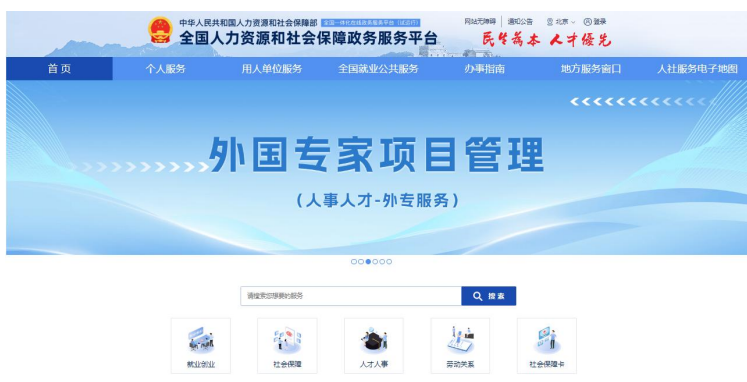 中华人民共和国人力资源和社会保障部 全国一体化在线政务服务平台（试运行）
网站无障碍 | 通知公告 北京 登录
全国人力资源和社会保障政务服务平台
民生为本 人才优先
首页 个人服务 用人单位服务 全国就业公共服务 办事指南 地方服务窗口 人社服务电子地图
外国专家项目管理
（人事人才-外专服务）
请搜索您想要的服务 搜索
就业创业 社会保障 人才人事 劳动关系 社会保障卡